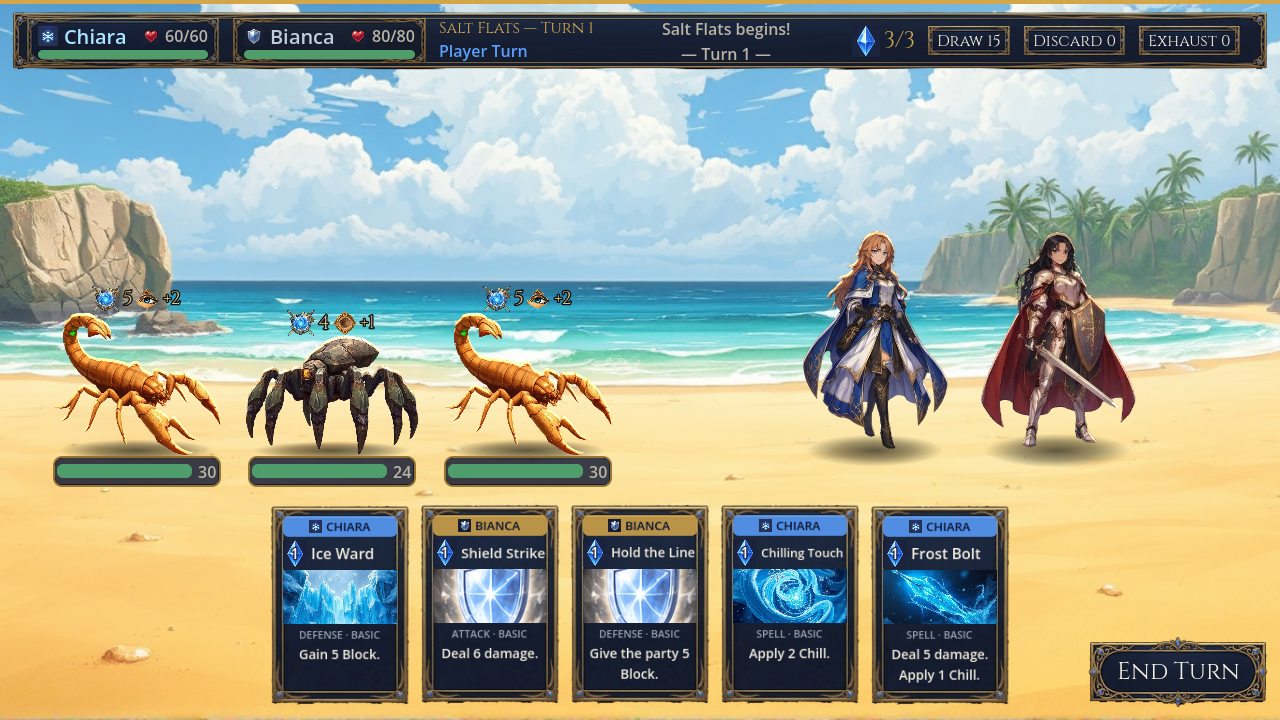 Chiara 60/60
Bianca 80/80
Salt Flats — Turn 1
Player Turn
Salt Flats begins!
— Turn 1 —
3/3
Draw 15
Discard 0
Exhaust 0
5 +2
4 +1
5 +2
30
24
30
CHIARA
1 Ice Ward
DEFENSE · BASIC
Gain 5 Block.
BIANCA
1 Shield Strike
ATTACK · BASIC
Deal 6 damage.
BIANCA
1 Hold the Line
DEFENSE · BASIC
Give the party 5
Block.
CHIARA
1 Chilling Touch
SPELL · BASIC
Apply 2 Chill.
CHIARA
1 Frost Bolt
SPELL · BASIC
Deal 5 damage.
Apply 1 Chill.
End Turn